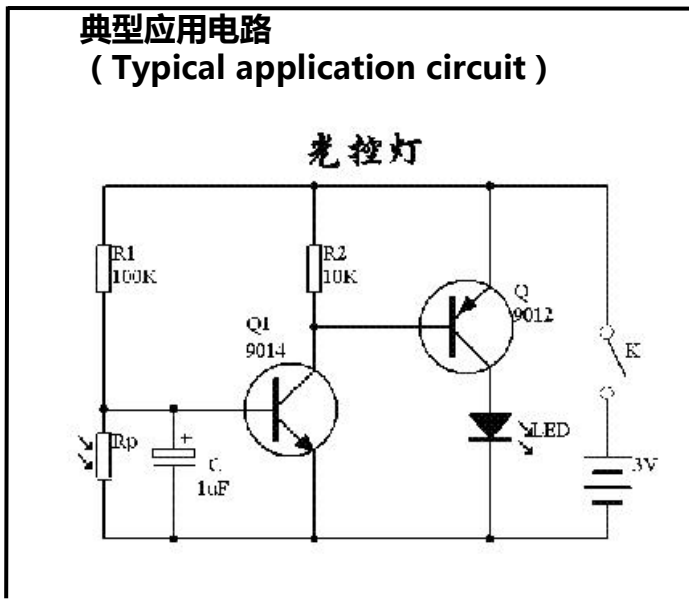 典型应用电路
（Typical application circuit）
光控灯
R1
100K
R2
10K
Q
9012
Q1
9014
K
Rp
+
C
1uF
LED
3V